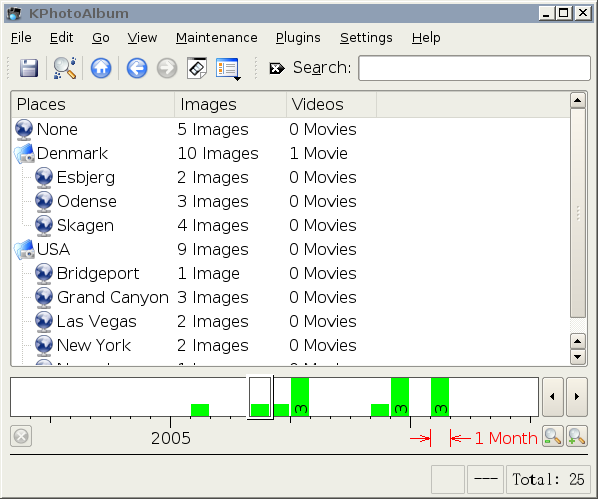 KPhotoAlbum
File Edit Go View Maintenance Plugins Settings Help
Search:
Places Images Videos
None 5 Images 0 Movies
Denmark 10 Images 1 Movie
Esbjerg 2 Images 0 Movies
Odense 3 Images 0 Movies
Skagen 4 Images 0 Movies
USA 9 Images 0 Movies
Bridgeport 1 Image 0 Movies
Grand Canyon 3 Images 0 Movies
Las Vegas 2 Images 0 Movies
New York 2 Images 0 Movies
3 3 3
2005 1 Month
--- Total: 25